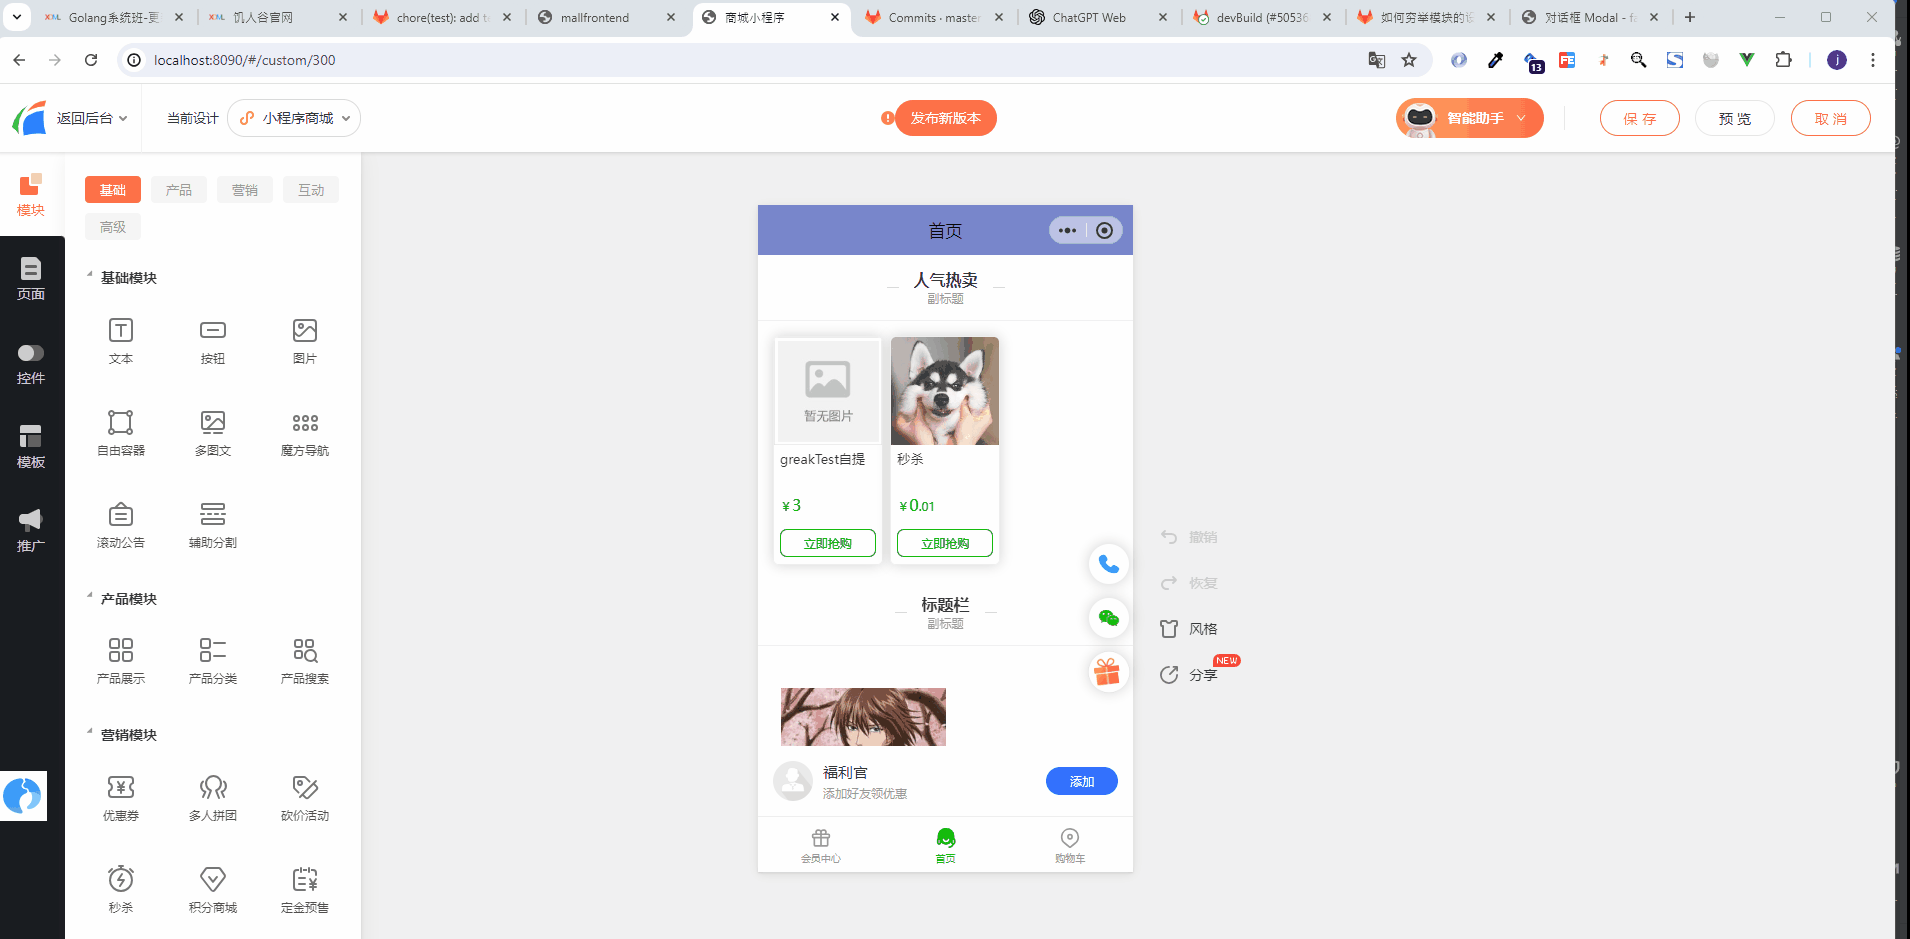 Golang系统班-更
饥人谷官网
chore(test): add t
mallfrontend
商城小程序
Commits · master
ChatGPT Web
devBuild (#50536
如何穷举模块的设
对话框 Modal - fa
localhost:8090/#/custom/300
13
FE
j
返回后台
当前设计
小程序商城
发布新版本
智能助手
保 存
预 览
取 消
模块
页面
控件
模板
推广
基础
产品
营销
互动
高级
基础模块
文本
按钮
图片
自由容器
多图文
魔方导航
滚动公告
辅助分割
产品模块
产品展示
产品分类
产品搜索
营销模块
优惠券
多人拼团
砍价活动
秒杀
积分商城
定金预售
首页
人气热卖
副标题
暂无图片
greakTest自提
秒杀
¥3
¥0.01
立即抢购
立即抢购
标题栏
副标题
福利官
添加好友领优惠
添加
会员中心
首页
购物车
撤销
恢复
风格
分享
NEW